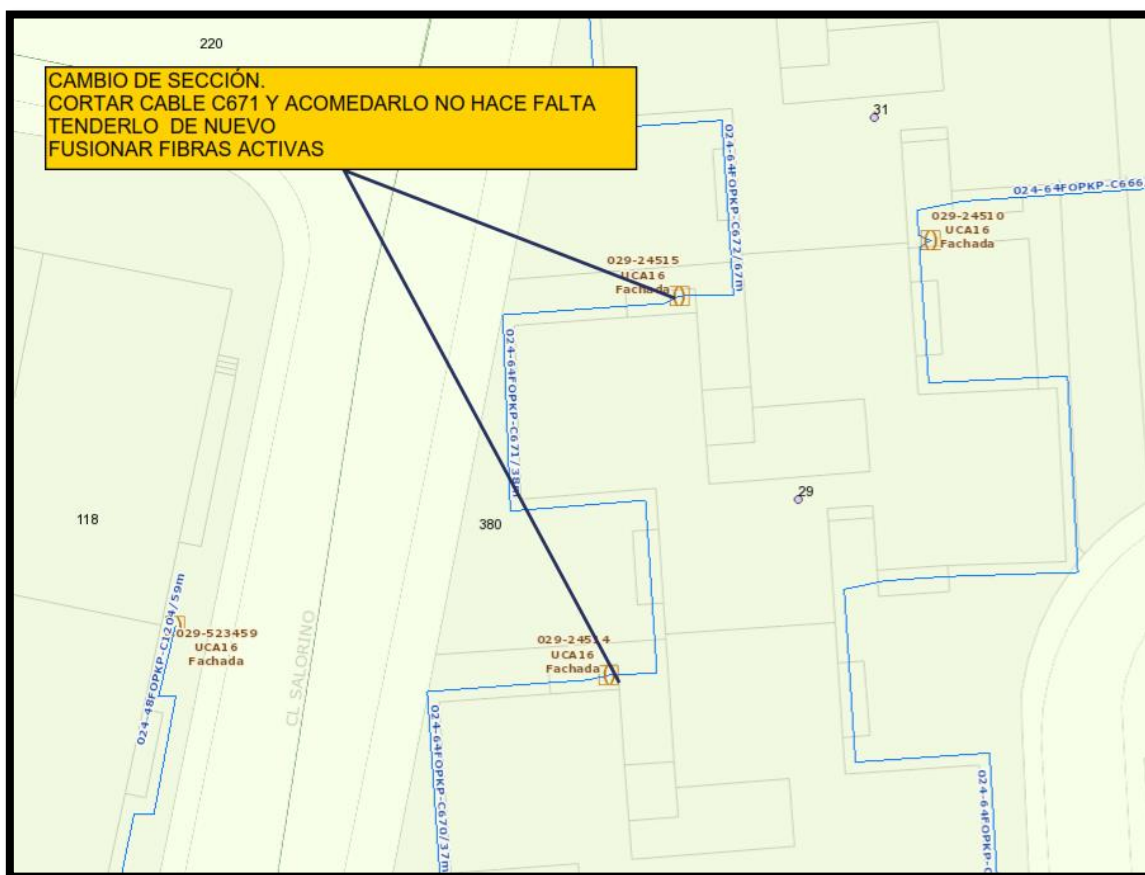 220
CAMBIO DE SECCIÓN.
CORTAR CABLE C671 Y ACOMEDARLO NO HACE FALTA
TENDERLO DE NUEVO
FUSIONAR FIBRAS ACTIVAS
31
024-64FOPKP-C672/67m
024-64FOPKP-C666
029-24510
UCA16
Fachada
029-24515
UCA16
Fachada
024-64FOPKP-C671/38m
29
118
380
029-523459
UCA16
Fachada
024-48FOPKP-C1204/59m
CL SALORINO
029-24514
UCA16
Fachada
024-64FOPKP-C670/37m
024-64FOPKP-C